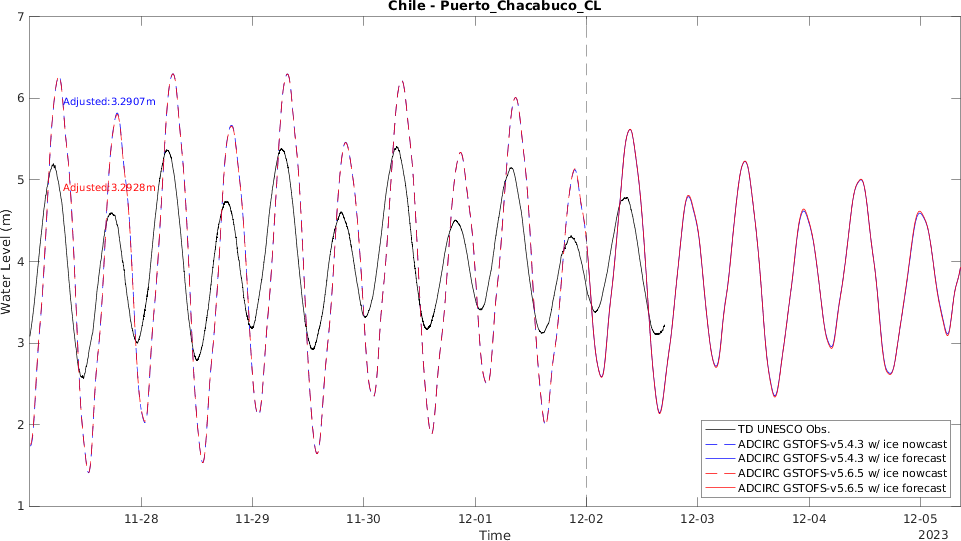 Chile - Puerto_Chacabuco_CL
7
6
5
4
3
2
1
Water Level (m)
Adjusted:3.2907m
Adjusted:3.2928m
TD UNESCO Obs.
ADCIRC GSTOFS-v5.4.3 w/ ice nowcast
ADCIRC GSTOFS-v5.4.3 w/ ice forecast
ADCIRC GSTOFS-v5.6.5 w/ ice nowcast
ADCIRC GSTOFS-v5.6.5 w/ ice forecast
11-28 11-29 11-30 12-01 12-02 12-03 12-04 12-05
Time
2023